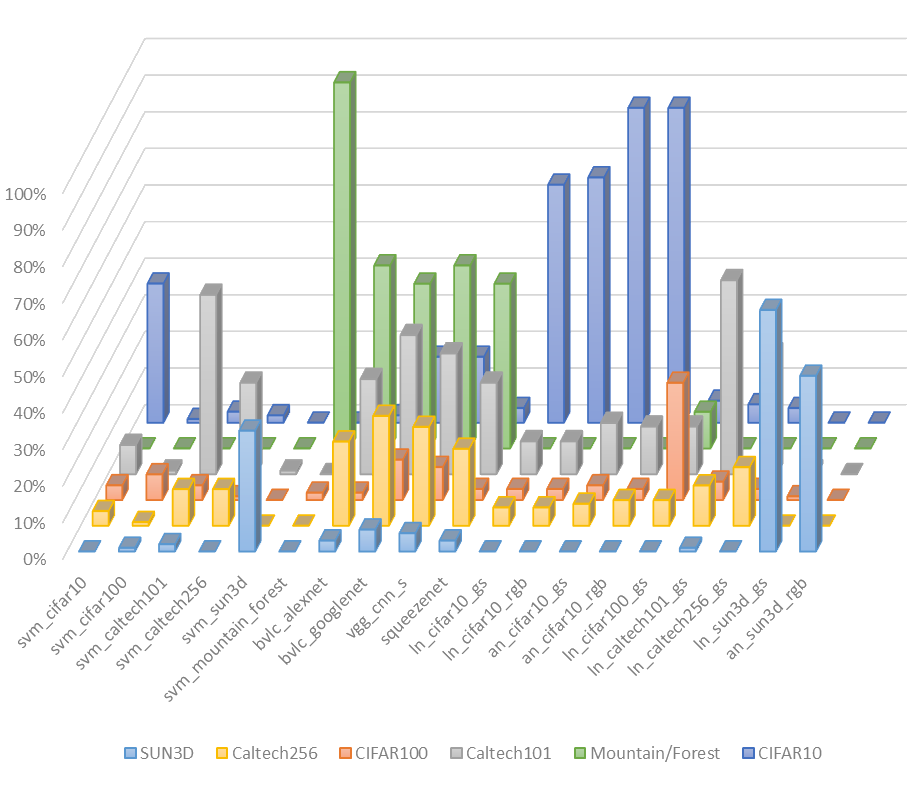 100%
90%
80%
70%
60%
50%
40%
30%
20%
10%
0%
svm_cifar10
svm_cifar100
svm_caltech101
svm_caltech256
svm_sun3d
svm_mountain_forest
bvlc_alexnet
bvlc_googlenet
vgg_cnn_s
squeezenet
ln_cifar10_gs
ln_cifar10_rgb
an_cifar10_gs
an_cifar10_rgb
ln_cifar100_gs
ln_caltech101_gs
ln_caltech256_gs
ln_sun3d_gs
an_sun3d_rgb
SUN3D Caltech256 CIFAR100 Caltech101 Mountain/Forest CIFAR10